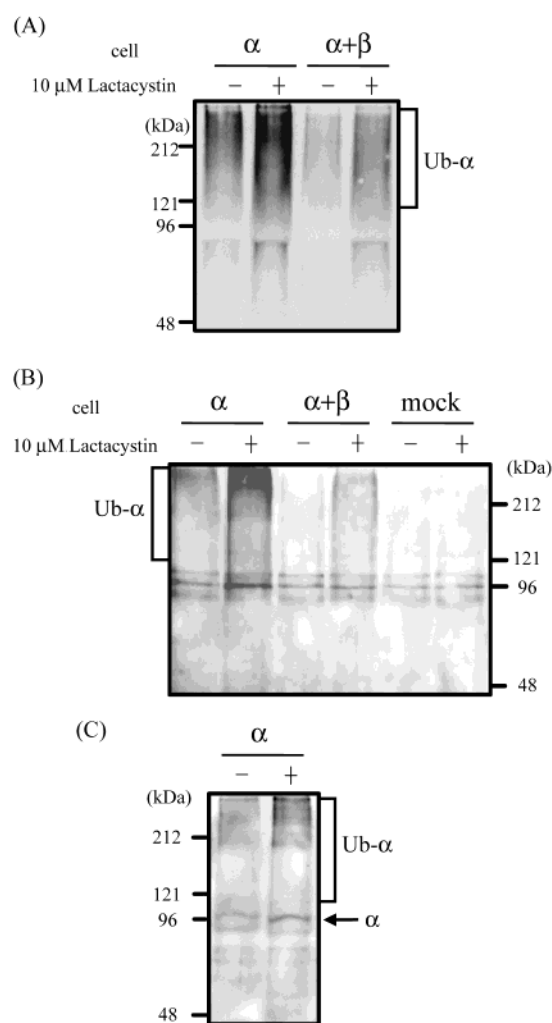 (A)
cell α α+β
10 μM Lactacystin − + − +
(kDa)
212
121
96
48
Ub-α
(B)
cell α α+β mock
10 μM Lactacystin − + − + − +
(kDa)
Ub-α
212
121
96
48
(C)
α
− +
(kDa)
212
121
96
48
Ub-α
α